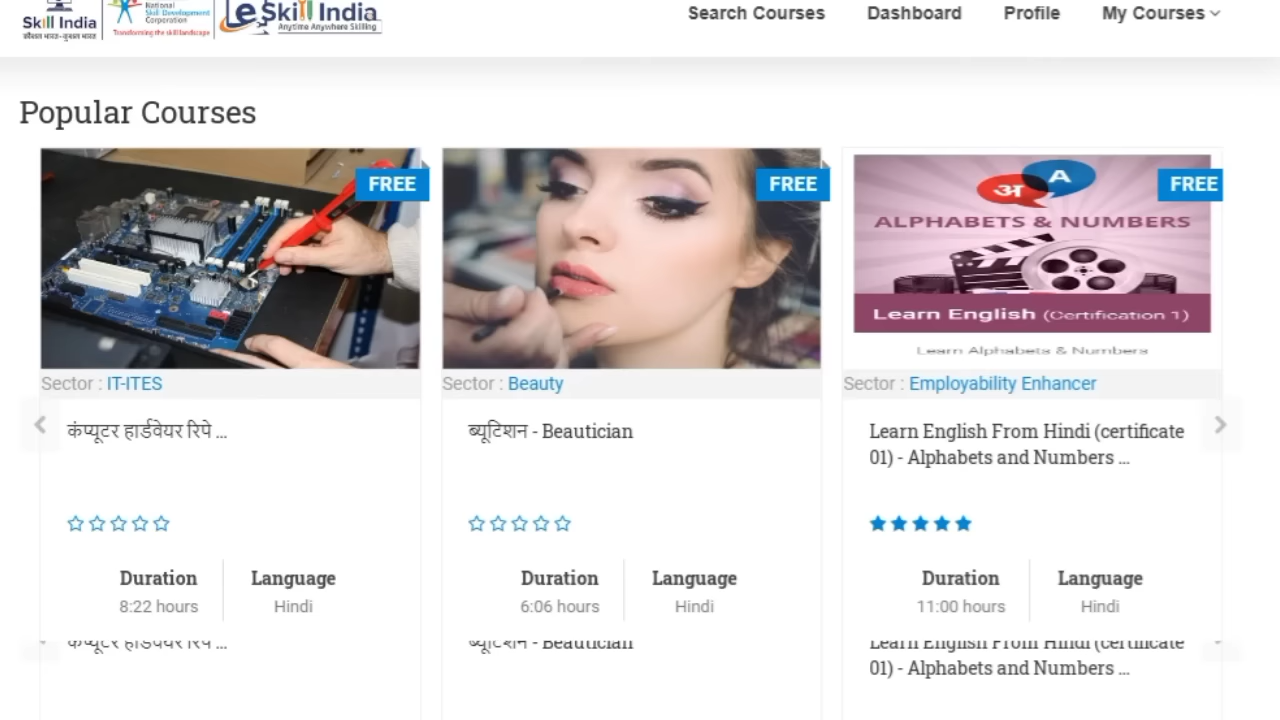 Skill India
कौशल भारत-कुशल भारत
National
Skill Development
Corporation
Transforming the skill landscape
eSkill India
Anytime Anywhere Skilling
Search Courses
Dashboard
Profile
My Courses
Popular Courses
FREE
FREE
FREE
अ A
ALPHABETS & NUMBERS
Learn English (Certification 1)
Learn Alphabets & Numbers
Sector : IT-ITES
Sector : Beauty
Sector : Employability Enhancer
कंप्यूटर हार्डवेयर रिपे ...
ब्यूटिशन - Beautician
Learn English From Hindi (certificate
01) - Alphabets and Numbers ...
Duration
Language
8:22 hours
Hindi
Duration
Language
6:06 hours
Hindi
Duration
Language
11:00 hours
Hindi
कंप्यूटर हार्डवेयर रिपे ...
ब्यूटिशन - Beautician
Learn English From Hindi (certificate
01) - Alphabets and Numbers ...